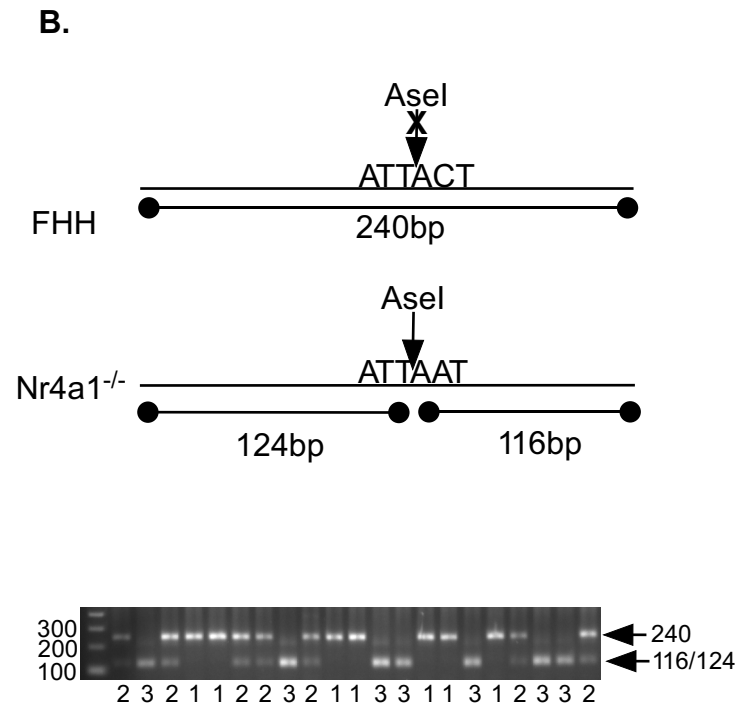 B.
AseI
X
ATTACT
FHH
240bp
AseI
ATTAAT
Nr4a1-/-
124bp
116bp
300
200
100
240
116/124
2 3 2 1 1 2 2 3 2 1 1 3 3 1 1 3 1 2 3 3 2